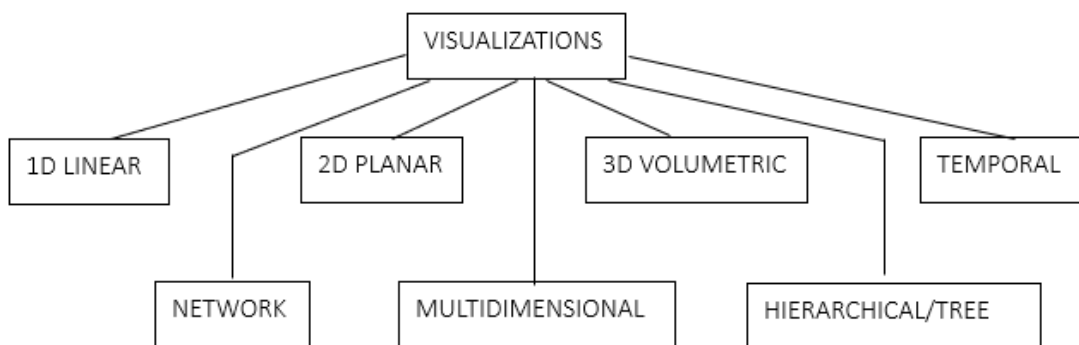 VISUALIZATIONS
1D LINEAR
2D PLANAR
3D VOLUMETRIC
TEMPORAL
NETWORK
MULTIDIMENSIONAL
HIERARCHICAL/TREE